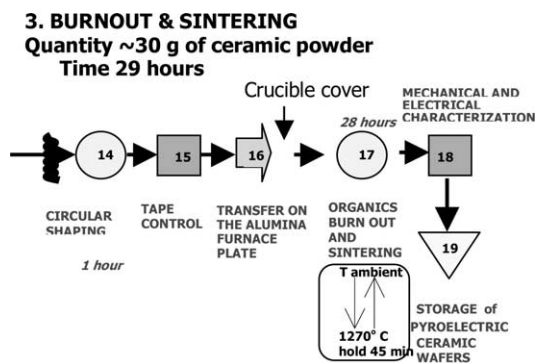 3. BURNOUT & SINTERING
Quantity ~30 g of ceramic powder
Time 29 hours
Crucible cover
MECHANICAL AND
ELECTRICAL
CHARACTERIZATION
28 hours
14
15
16
17
18
CIRCULAR
SHAPING
TAPE
CONTROL
TRANSFER ON
THE ALUMINA
FURNACE
PLATE
ORGANICS
BURN OUT
AND
SINTERING
19
1 hour
T ambient
1270° C
hold 45 min
STORAGE of
PYROELECTRIC
CERAMIC
WAFERS